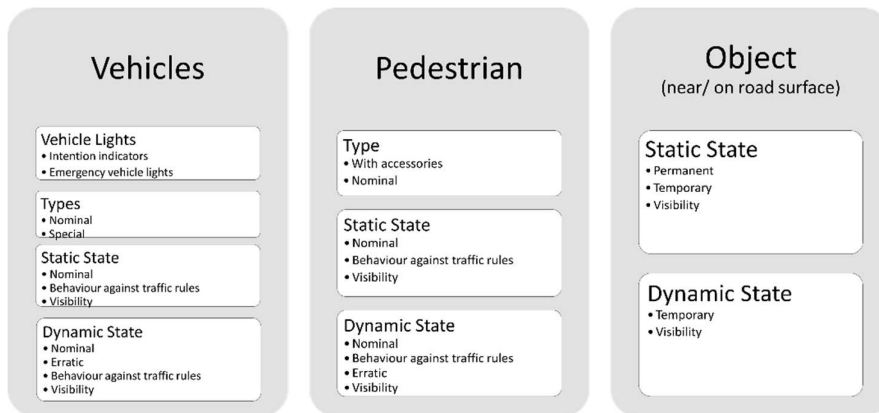 Vehicles
Vehicle Lights
• Intention indicators
• Emergency vehicle lights
Types
• Nominal
• Special
Static State
• Nominal
• Behaviour against traffic rules
• Visibility
Dynamic State
• Nominal
• Erratic
• Behaviour against traffic rules
• Visibility
Pedestrian
Type
• With accessories
• Nominal
Static State
• Nominal
• Behaviour against traffic rules
• Visibility
Dynamic State
• Nominal
• Behaviour against traffic rules
• Erratic
• Visibility
Object
(near/ on road surface)
Static State
• Permanent
• Temporary
• Visibility
Dynamic State
• Temporary
• Visibility